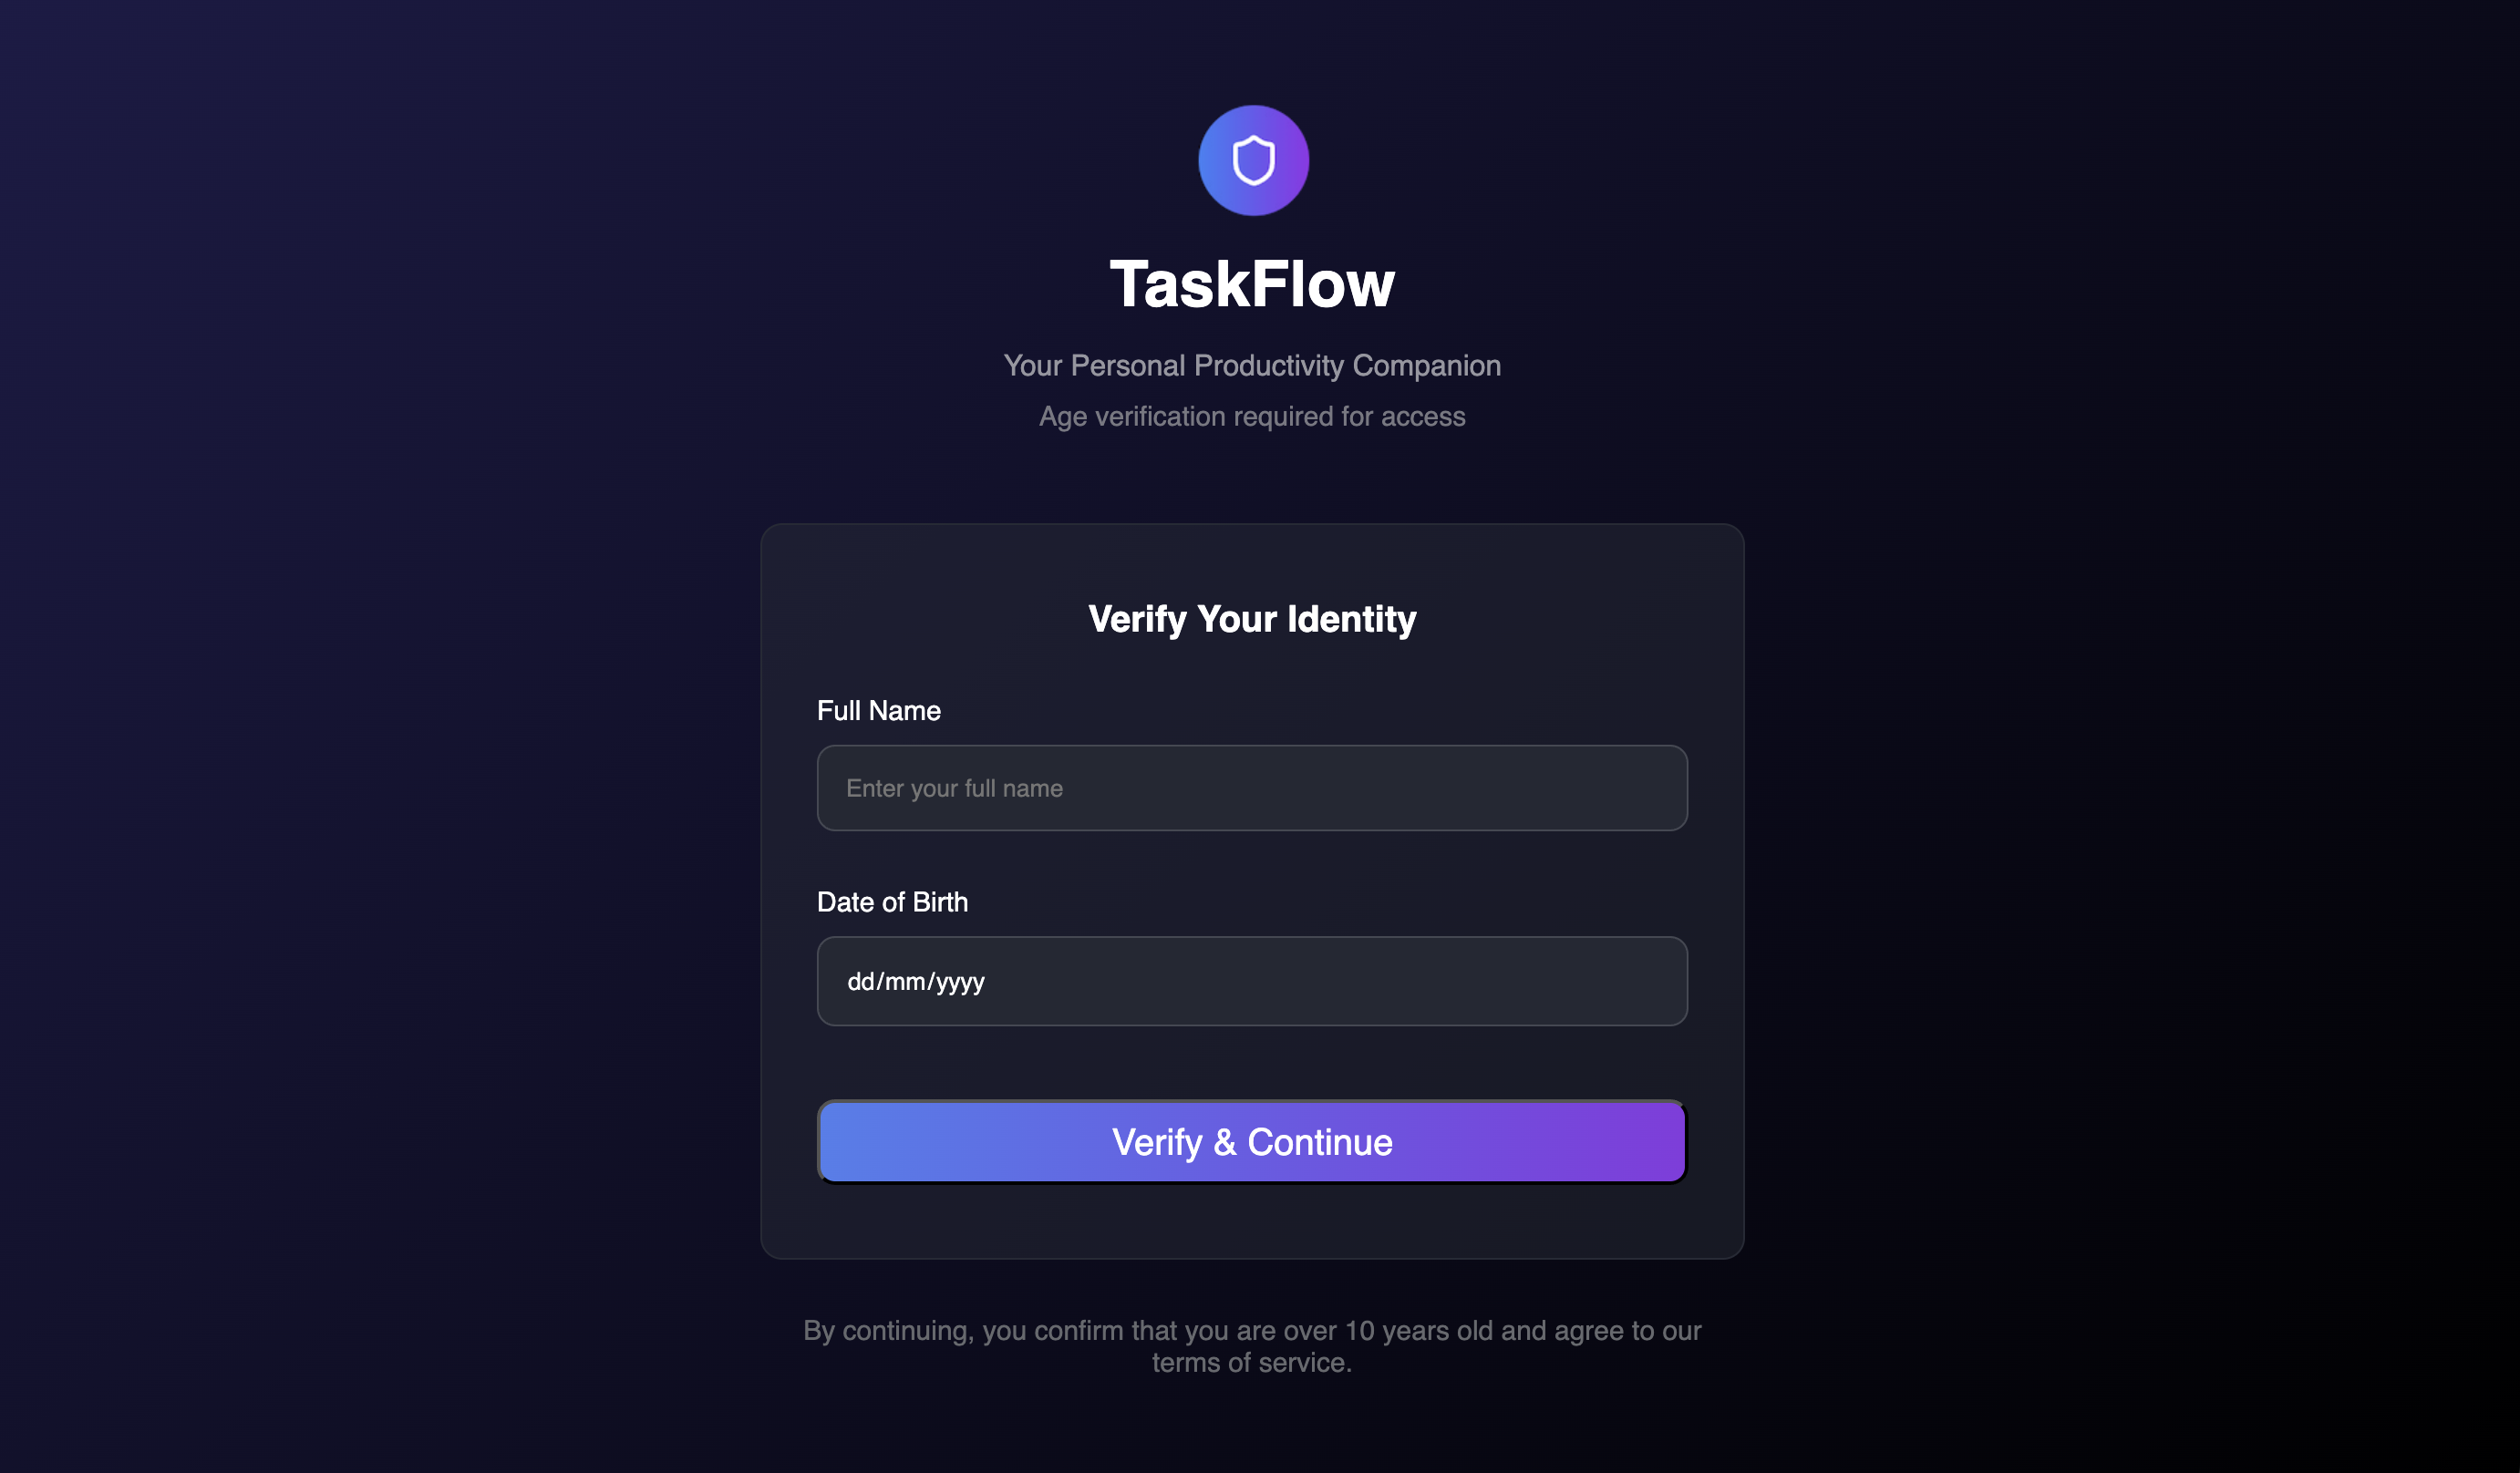 TaskFlow
Your Personal Productivity Companion
Age verification required for access
Verify Your Identity
Full Name
Enter your full name
Date of Birth
dd/mm/yyyy
Verify & Continue
By continuing, you confirm that you are over 10 years old and agree to our
terms of service.